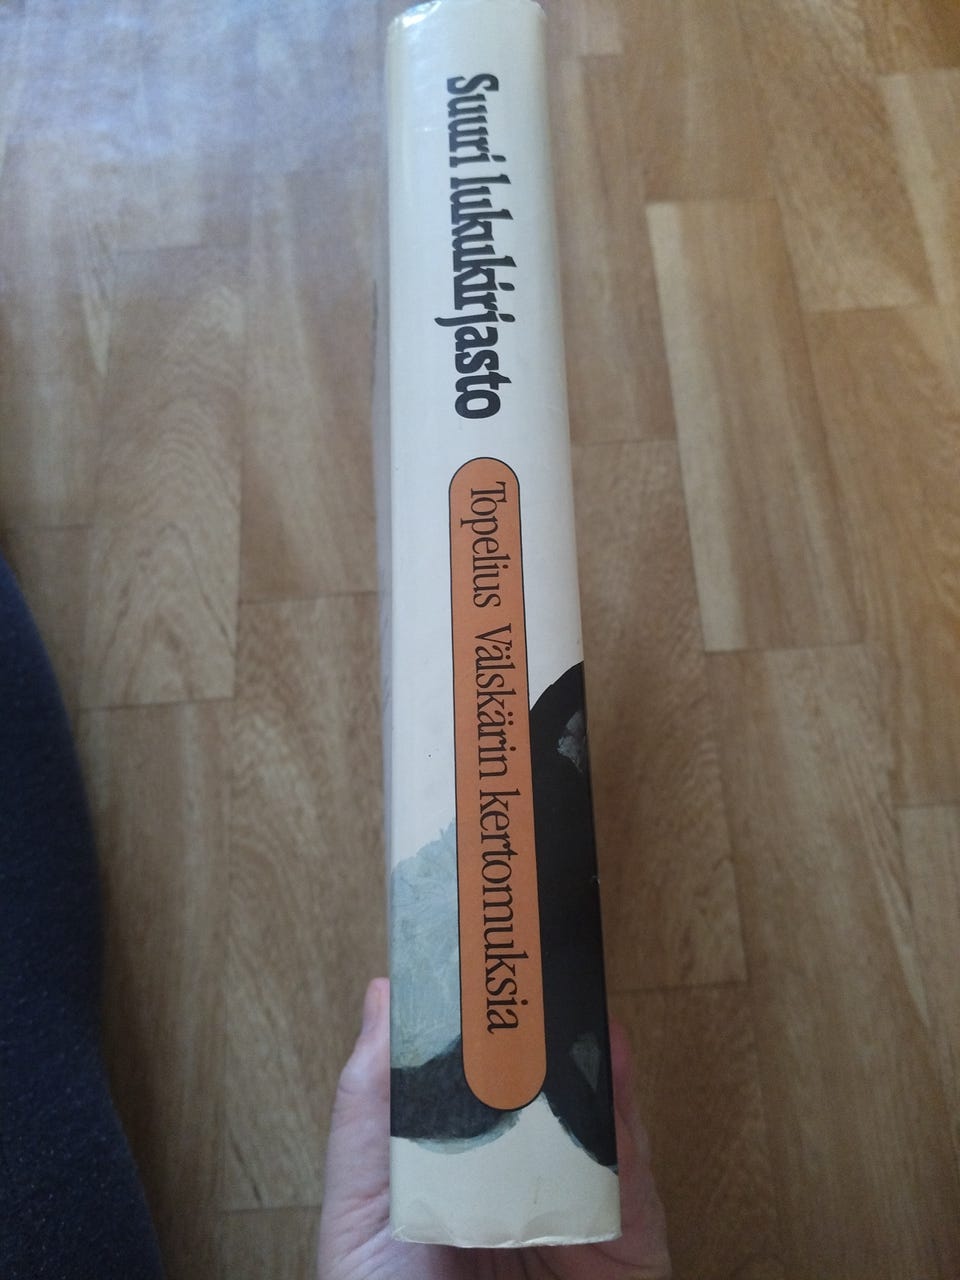 Suuri lukukirjasto
Topelius Välskärin kertomuksia